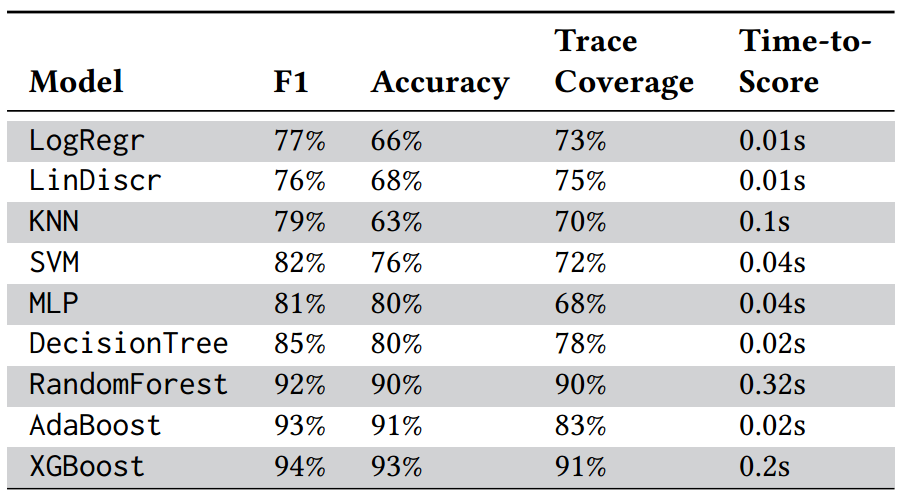 Model F1 Accuracy Trace Coverage Time-to-Score
LogRegr 77% 66% 73% 0.01s
LinDiscr 76% 68% 75% 0.01s
KNN 79% 63% 70% 0.1s
SVM 82% 76% 72% 0.04s
MLP 81% 80% 68% 0.04s
DecisionTree 85% 80% 78% 0.02s
RandomForest 92% 90% 90% 0.32s
AdaBoost 93% 91% 83% 0.02s
XGBoost 94% 93% 91% 0.2s